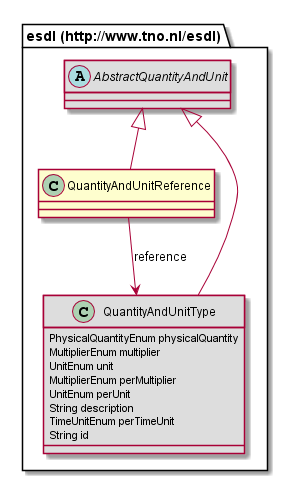 esdl (http://www.tno.nl/esdl)
A AbstractQuantityAndUnit
C QuantityAndUnitReference
reference
C QuantityAndUnitType
PhysicalQuantityEnum physicalQuantity
MultiplierEnum multiplier
UnitEnum unit
MultiplierEnum perMultiplier
UnitEnum perUnit
String description
TimeUnitEnum perTimeUnit
String id